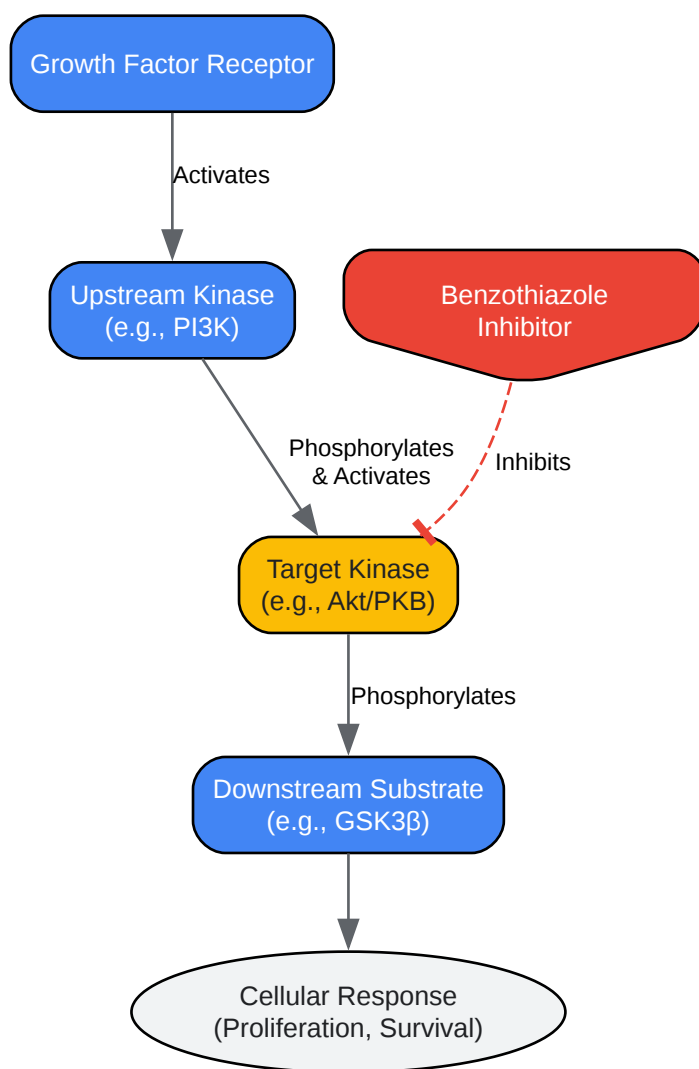 Growth Factor Receptor
Activates
Upstream Kinase
(e.g., PI3K)
Benzothiazole
Inhibitor
Phosphorylates
& Activates
Inhibits
Target Kinase
(e.g., Akt/PKB)
Phosphorylates
Downstream Substrate
(e.g., GSK3β)
Cellular Response
(Proliferation, Survival)